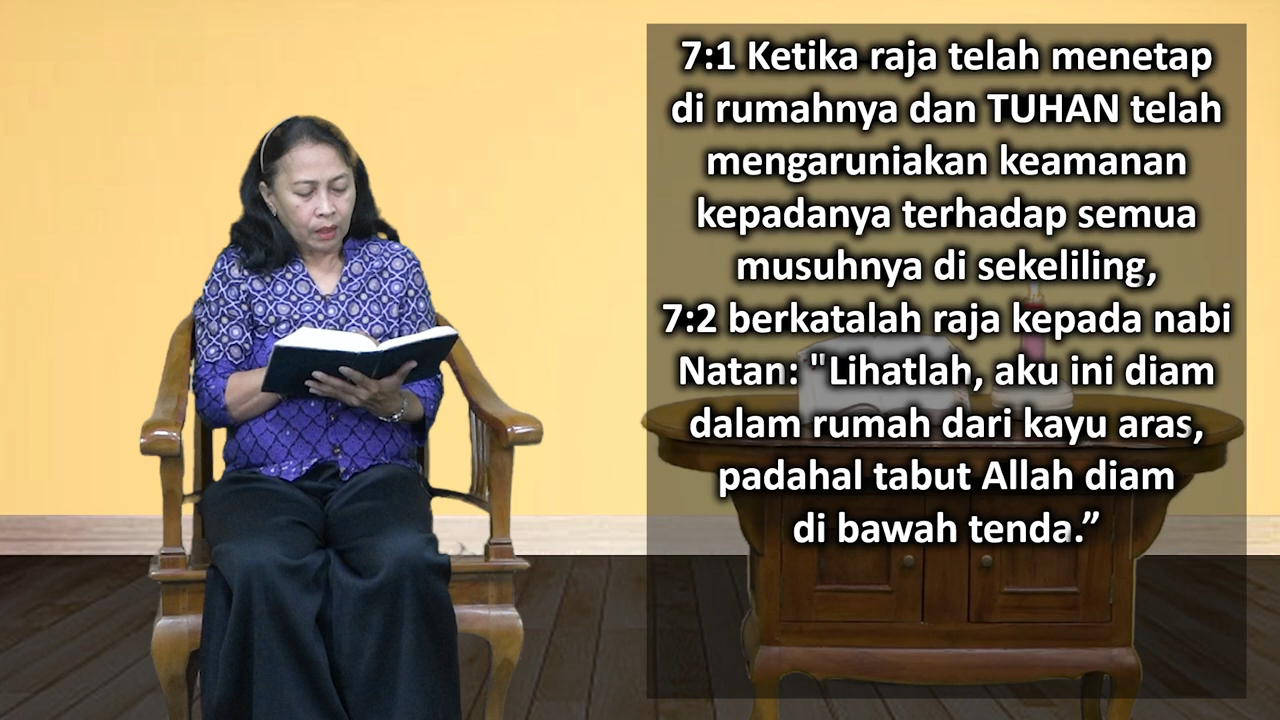 7:1 Ketika raja telah menetap
di rumahnya dan TUHAN telah
mengaruniakan keamanan
kepadanya terhadap semua
musuhnya di sekeliling,
7:2 berkatalah raja kepada nabi
Natan: "Lihatlah, aku ini diam
dalam rumah dari kayu aras,
padahal tabut Allah diam
di bawah tenda.”